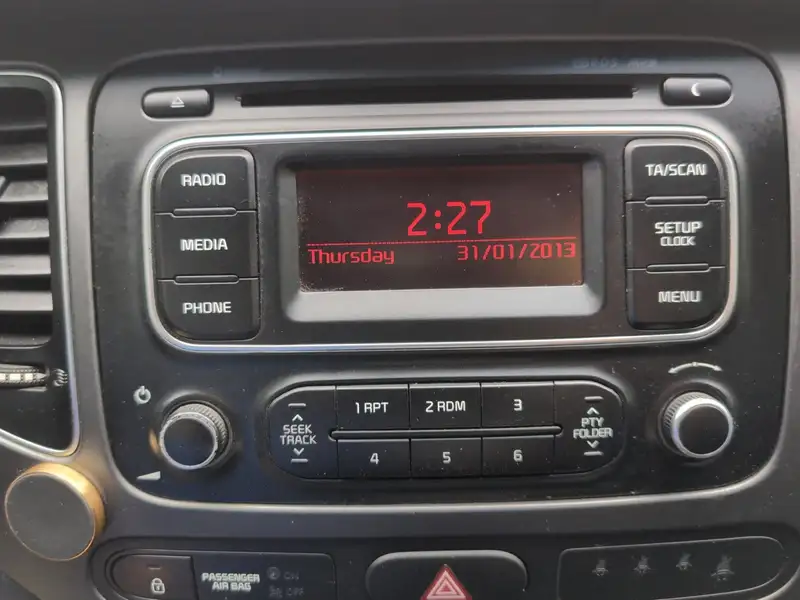 RADIO
MEDIA
PHONE
2:27
Thursday 31/01/2013
TA/SCAN
SETUP
CLOCK
MENU
SEEK
TRACK
1 RPT
2 RDM
3
4
5
6
PTY
FOLDER
PASSENGER
AIR BAG
ON
OFF